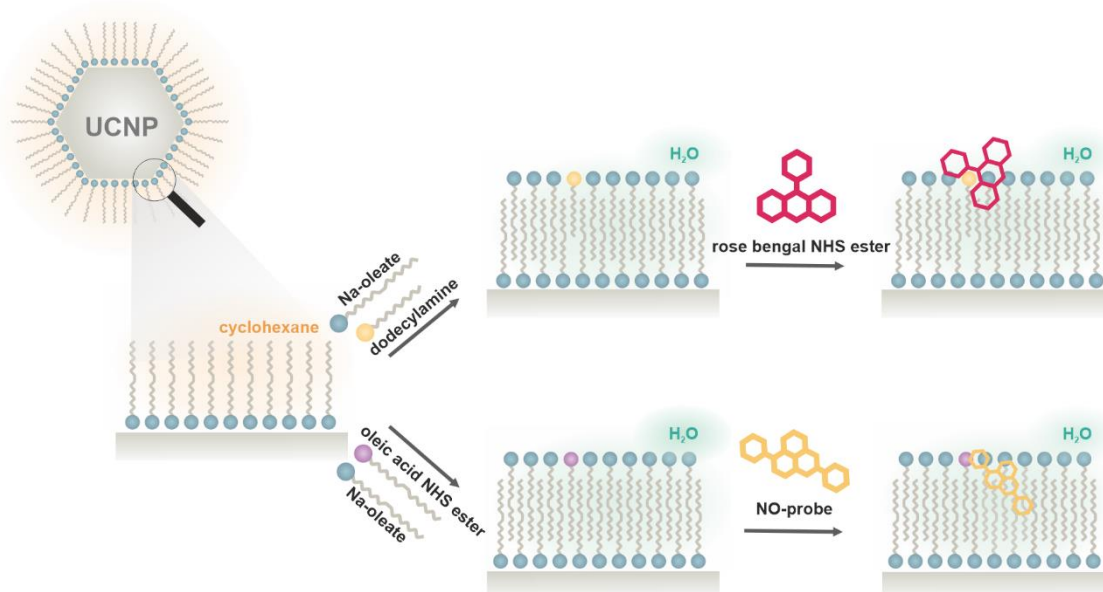 UCNP
cyclohexane
Na-oleate
dodecylamine
H₂O
rose bengal NHS ester
H₂O
oleic acid NHS ester
Na-oleate
H₂O
NO-probe
H₂O